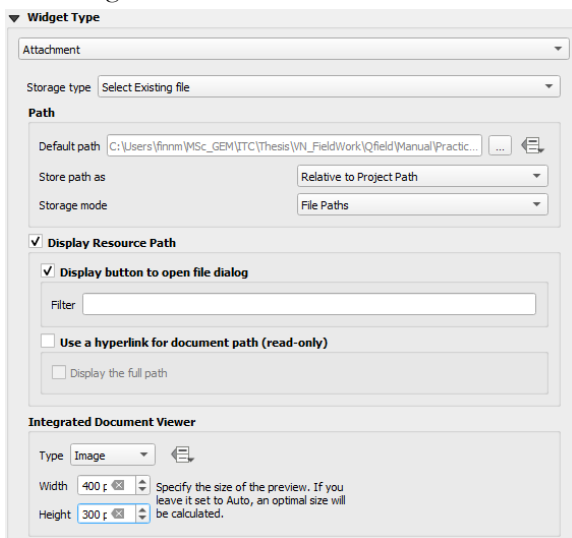 Widget Type
Attachment
Storage type Select Existing file
Path
Default path C:\Users\finnm\MSc_GEM\ITC\Thesis\VN_FieldWork\Qfield\Manual\Practic... ...
Store path as Relative to Project Path
Storage mode File Paths
Display Resource Path
Display button to open file dialog
Filter
Use a hyperlink for document path (read-only)
Display the full path
Integrated Document Viewer
Type Image
Width 400 p Specify the size of the preview. If you
leave it set to Auto, an optimal size will
Height 300 p be calculated.